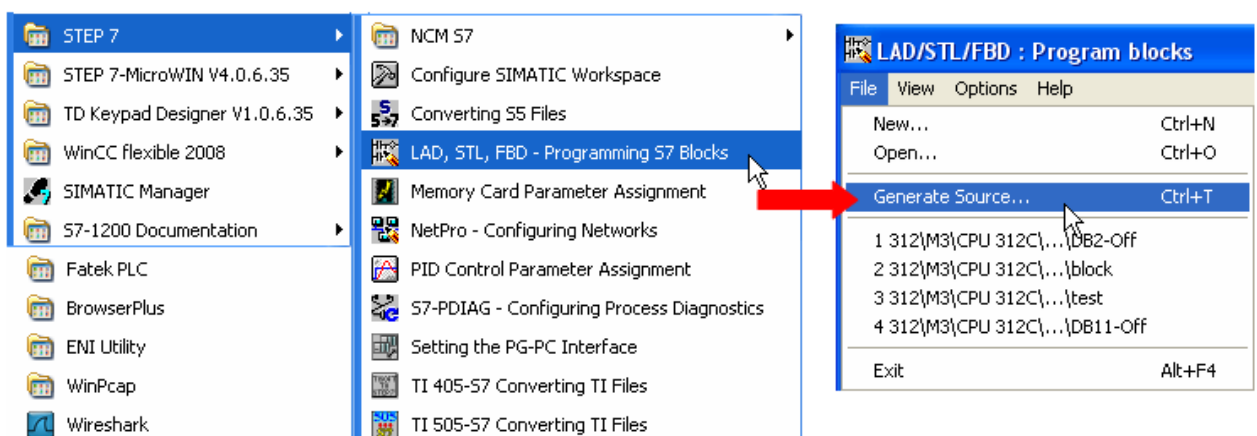 STEP 7
STEP 7-MicroWIN V4.0.6.35
TD Keypad Designer V1.0.6.35
WinCC flexible 2008
SIMATIC Manager
S7-1200 Documentation
Fatek PLC
BrowserPlus
ENI Utility
WinPcap
Wireshark
NCM S7
Configure SIMATIC Workspace
Converting S5 Files
LAD, STL, FBD - Programming S7 Blocks
Memory Card Parameter Assignment
NetPro - Configuring Networks
PID Control Parameter Assignment
S7-PDIAG - Configuring Process Diagnostics
Setting the PG-PC Interface
TI 405-S7 Converting TI Files
TI 505-S7 Converting TI Files
LAD/STL/FBD : Program blocks
File View Options Help
New... Ctrl+N
Open... Ctrl+O
Generate Source... Ctrl+T
1 312\M3\CPU 312C\...\DB2-Off
2 312\M3\CPU 312C\...\block
3 312\M3\CPU 312C\...\test
4 312\M3\CPU 312C\...\DB11-Off
Exit Alt+F4